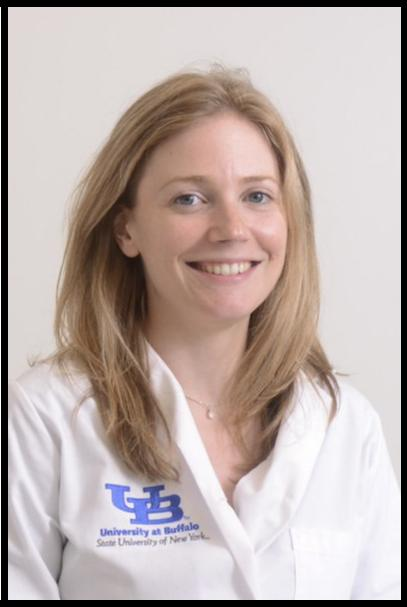 UB
University at Buffalo
State University of New York